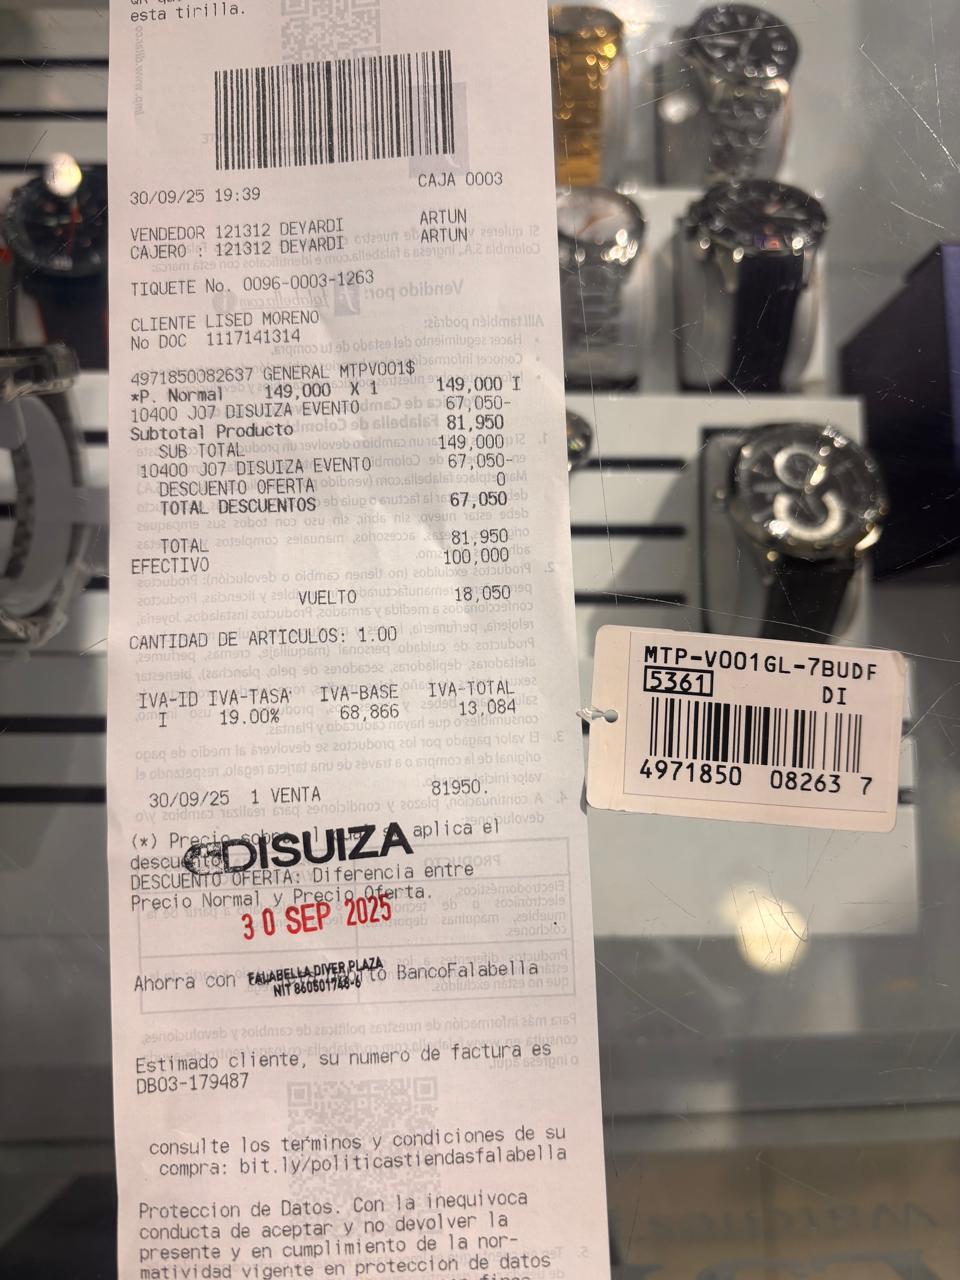 esta tirilla.
30/09/25 19:39 CAJA 0003
VENDEDOR 121312 DEYARDI ARTUN
CAJERO : 121312 DEYARDI ARTUN
TIQUETE No. 0096-0003-1263
CLIENTE LISED MORENO
No DOC 1117141314
4971850082637 GENERAL MTPV001$
*P. Normal 149,000 X 1 149,000 I
10400 J07 DISUIZA EVENTO 67,050-
Subtotal Producto 81,950
SUB TOTAL 149,000
10400 J07 DISUIZA EVENTO 67,050-
DESCUENTO OFERTA 0
TOTAL DESCUENTOS 67,050
TOTAL 81,950
EFECTIVO 100,000
VUELTO 18,050
CANTIDAD DE ARTICULOS: 1.00
IVA-ID IVA-TASA IVA-BASE IVA-TOTAL
I 19.00% 68,866 13,084
30/09/25 1 VENTA 81950.
(*) Precio aplica el
descuento
DISUIZA
DESCUENTO OFERTA: Diferencia entre
Precio Normal y Precio Oferta.
30 SEP 2025
Ahorra con BancoFalabella
FALABELLA DIVER PLAZA
NIT 860501748-6
Estimado cliente, su numero de factura es
DB03-179487
consulte los terminos y condiciones de su
compra: bit.ly/politicastiendasfalabella
Proteccion de Datos. Con la inequivoca
conducta de aceptar y no devolver la
presente y en cumplimiento de la nor-
matividad vigente en proteccion de datos
MTP-V001GL-7BUDF
5361 DI
4971850 08263 7